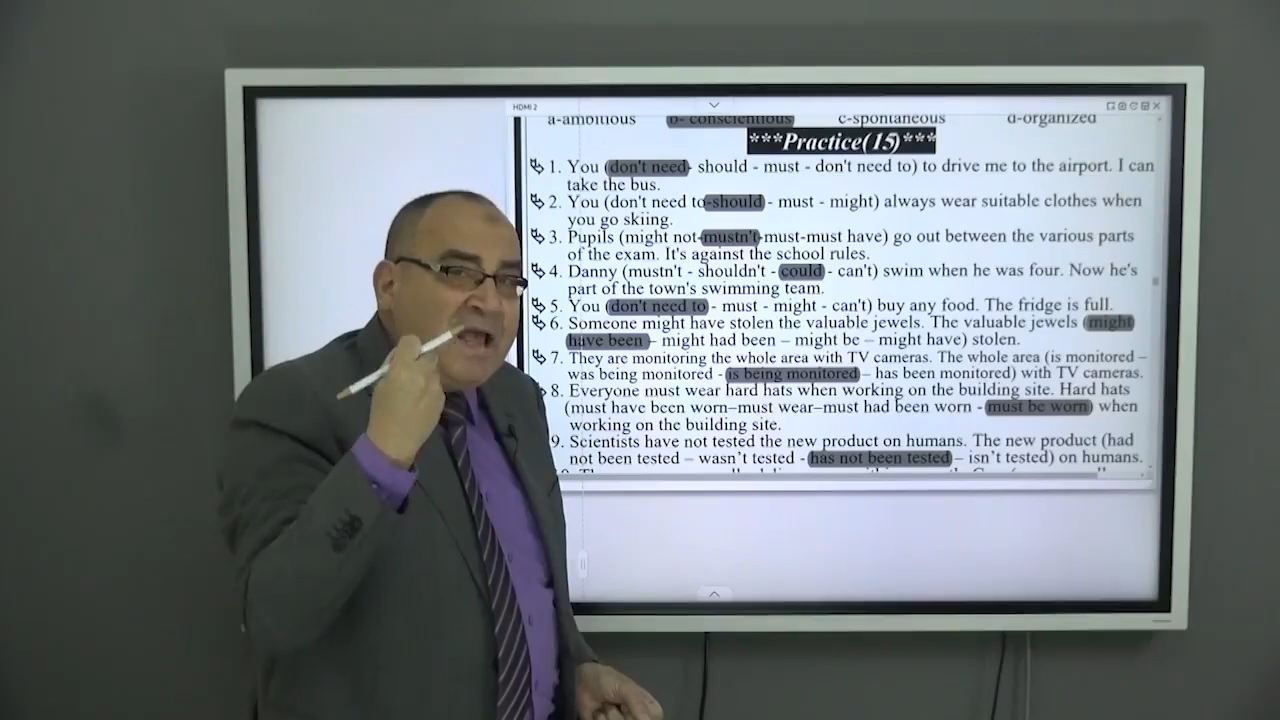 HDMI 2
a-ambitious b- conscientious c-spontaneous d-organized
***Practice(15)***
1. You (don't need- should - must - don't need to) to drive me to the airport. I can
take the bus.
2. You (don't need to-should - must - might) always wear suitable clothes when
you go skiing.
3. Pupils (might not-mustn't-must-must have) go out between the various parts
of the exam. It's against the school rules.
4. Danny (mustn't - shouldn't - could - can't) swim when he was four. Now he's
part of the town's swimming team.
5. You (don't need to - must - might - can't) buy any food. The fridge is full.
6. Someone might have stolen the valuable jewels. The valuable jewels (might
have been – might had been – might be – might have) stolen.
7. They are monitoring the whole area with TV cameras. The whole area (is monitored –
was being monitored - is being monitored – has been monitored) with TV cameras.
8. Everyone must wear hard hats when working on the building site. Hard hats
(must have been worn–must wear–must had been worn - must be worn) when
working on the building site.
9. Scientists have not tested the new product on humans. The new product (had
not been tested – wasn't tested - has not been tested – isn't tested) on humans.